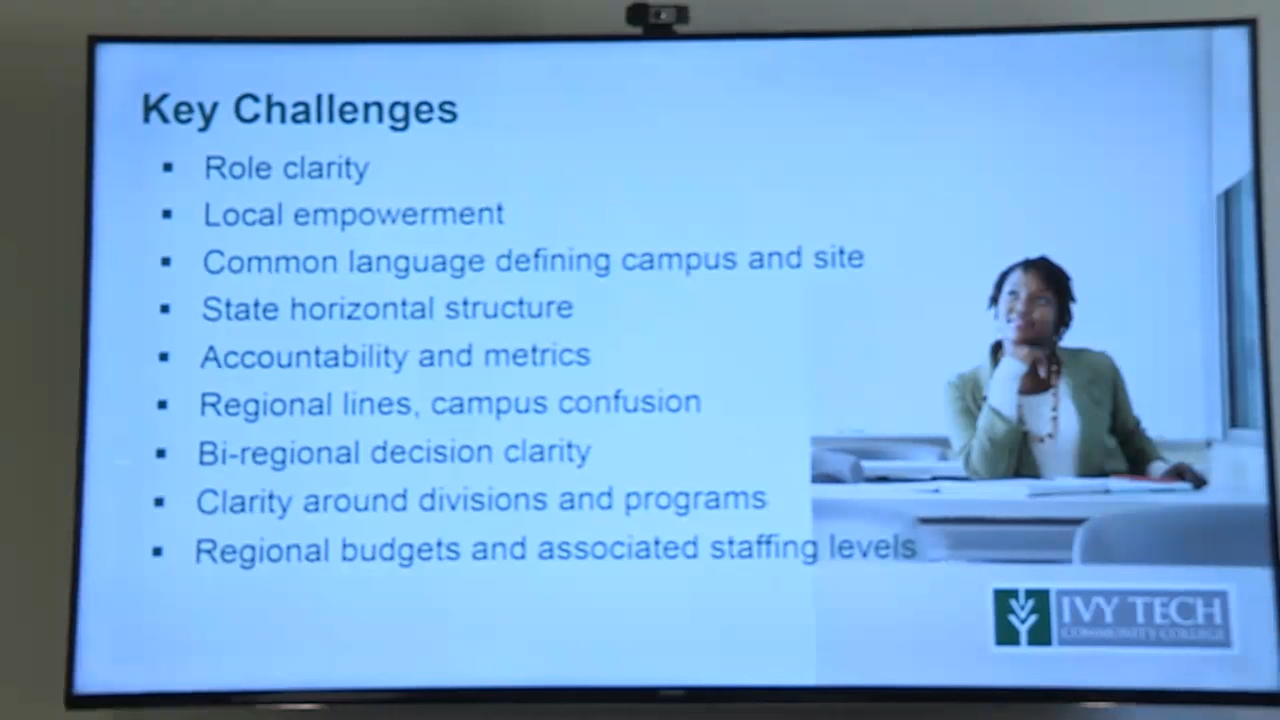 Key Challenges
▪ Role clarity
▪ Local empowerment
▪ Common language defining campus and site
▪ State horizontal structure
▪ Accountability and metrics
▪ Regional lines, campus confusion
▪ Bi-regional decision clarity
▪ Clarity around divisions and programs
▪ Regional budgets and associated staffing levels
IVY TECH
COMMUNITY COLLEGE